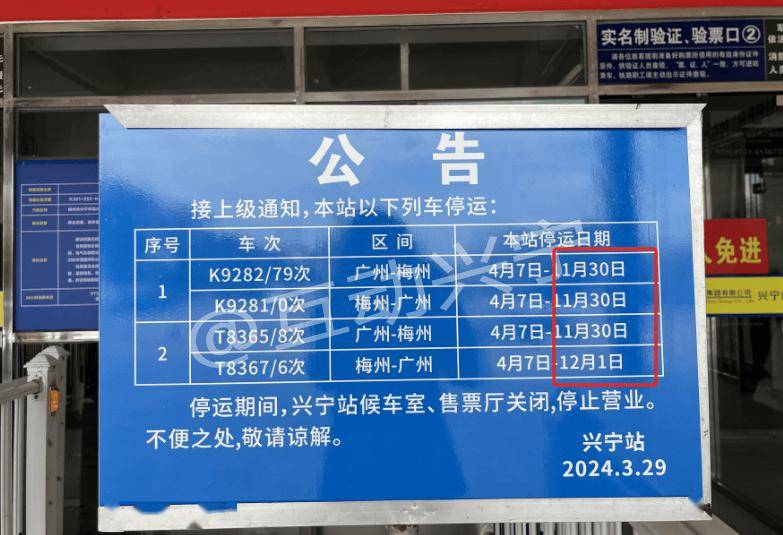 实名制验证、验票口②
公 告
接上级通知,本站以下列车停运:
序号 车次 区间 本站停运日期
1 K9282/79次 广州-梅州 4月7日-11月30日
K9281/0次 梅州-广州 4月7日-11月30日
2 T8365/8次 广州-梅州 4月7日-11月30日
T8367/6次 梅州-广州 4月7日-12月1日
停运期间,兴宁站候车室、售票厅关闭,停止营业。
不便之处,敬请谅解。
兴宁站
2024.3.29
@互动兴宁
人免进